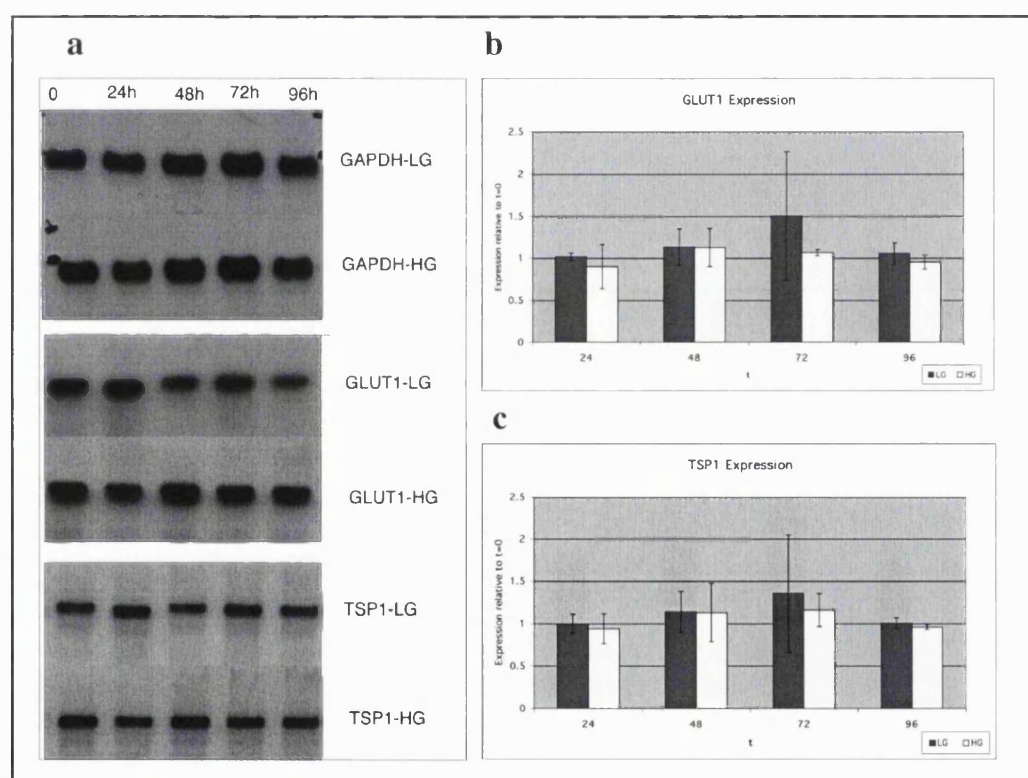 a
0 24h 48h 72h 96h
GAPDH-LG
GAPDH-HG
GLUT1-LG
GLUT1-HG
TSP1-LG
TSP1-HG
b
GLUT1 Expression
Expression relative to t=0
2.5
2
1.5
1
0.5
0
24 48 72 96
t
LG HG
c
TSP1 Expression
Expression relative to t=0
2.5
2
1.5
1
0.5
0
24 48 72 96
t
LG HG